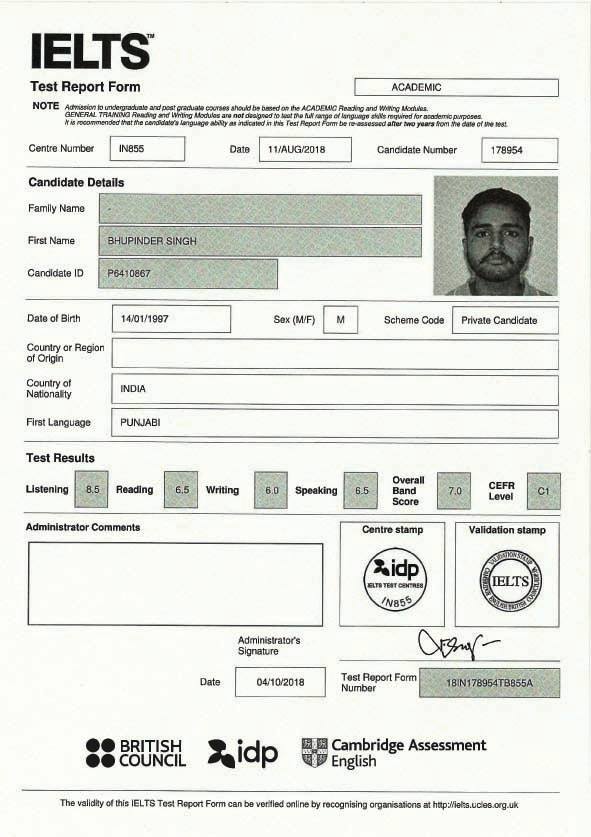 IELTS™
Test Report Form
ACADEMIC
NOTE Admission to undergraduate and post graduate courses should be based on the ACADEMIC Reading and Writing Modules.
GENERAL TRAINING Reading and Writing Modules are not designed to test the full range of language skills required for academic purposes.
It is recommended that the candidate's language ability as indicated in this Test Report Form be re-assessed after two years from the date of the test.
Centre Number IN855 Date 11/AUG/2018 Candidate Number 178954
Candidate Details
Family Name .
First Name BHUPINDER SINGH
Candidate ID P6410867
Date of Birth 14/01/1997 Sex (M/F) M Scheme Code Private Candidate
Country or Region
of Origin
Country of
Nationality INDIA
First Language PUNJABI
Test Results
Listening 8.5 Reading 6.5 Writing 6.0 Speaking 6.5 Overall Band Score 7.0 CEFR Level C1
Administrator Comments
Centre stamp
Validation stamp
idp
IELTS TEST CENTRES
IN855
VALIDATION STAMP
IELTS
Administrator's
Signature
Date 04/10/2018
Test Report Form
Number 18IN178954TB855A
BRITISH
COUNCIL
idp
Cambridge Assessment
English
The validity of this IELTS Test Report Form can be verified online by recognising organisations at http://ielts.ucles.org.uk